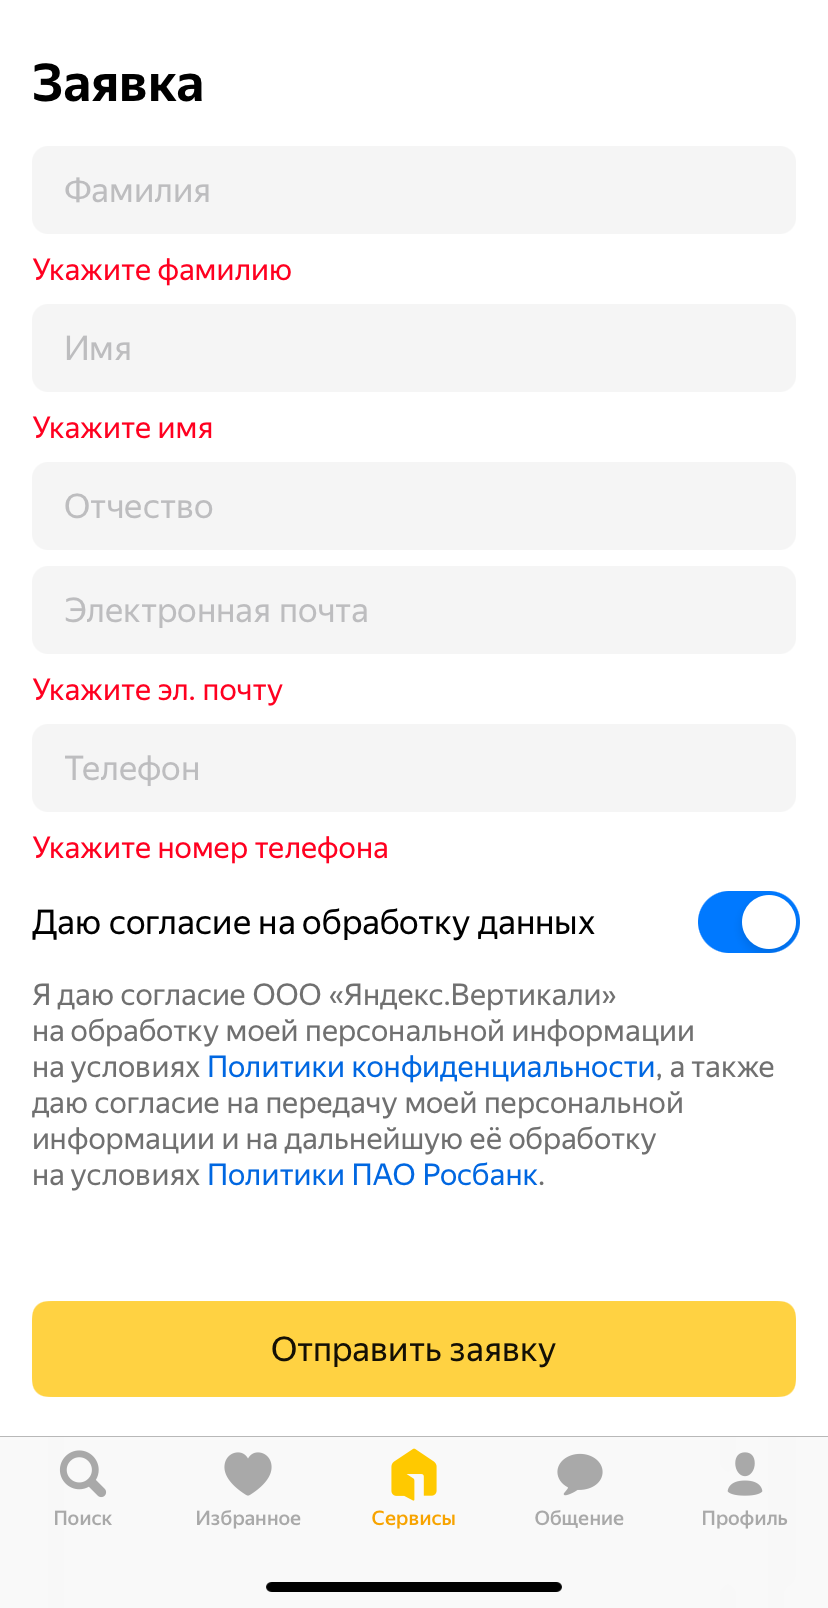 Заявка
Фамилия
Укажите фамилию
Имя
Укажите имя
Отчество
Электронная почта
Укажите эл. почту
Телефон
Укажите номер телефона
Даю согласие на обработку данных
Я даю согласие ООО «Яндекс.Вертикали»
на обработку моей персональной информации
на условиях Политики конфиденциальности, а также
даю согласие на передачу моей персональной
информации и на дальнейшую её обработку
на условиях Политики ПАО Росбанк.
Отправить заявку
Поиск
Избранное
Сервисы
Общение
Профиль